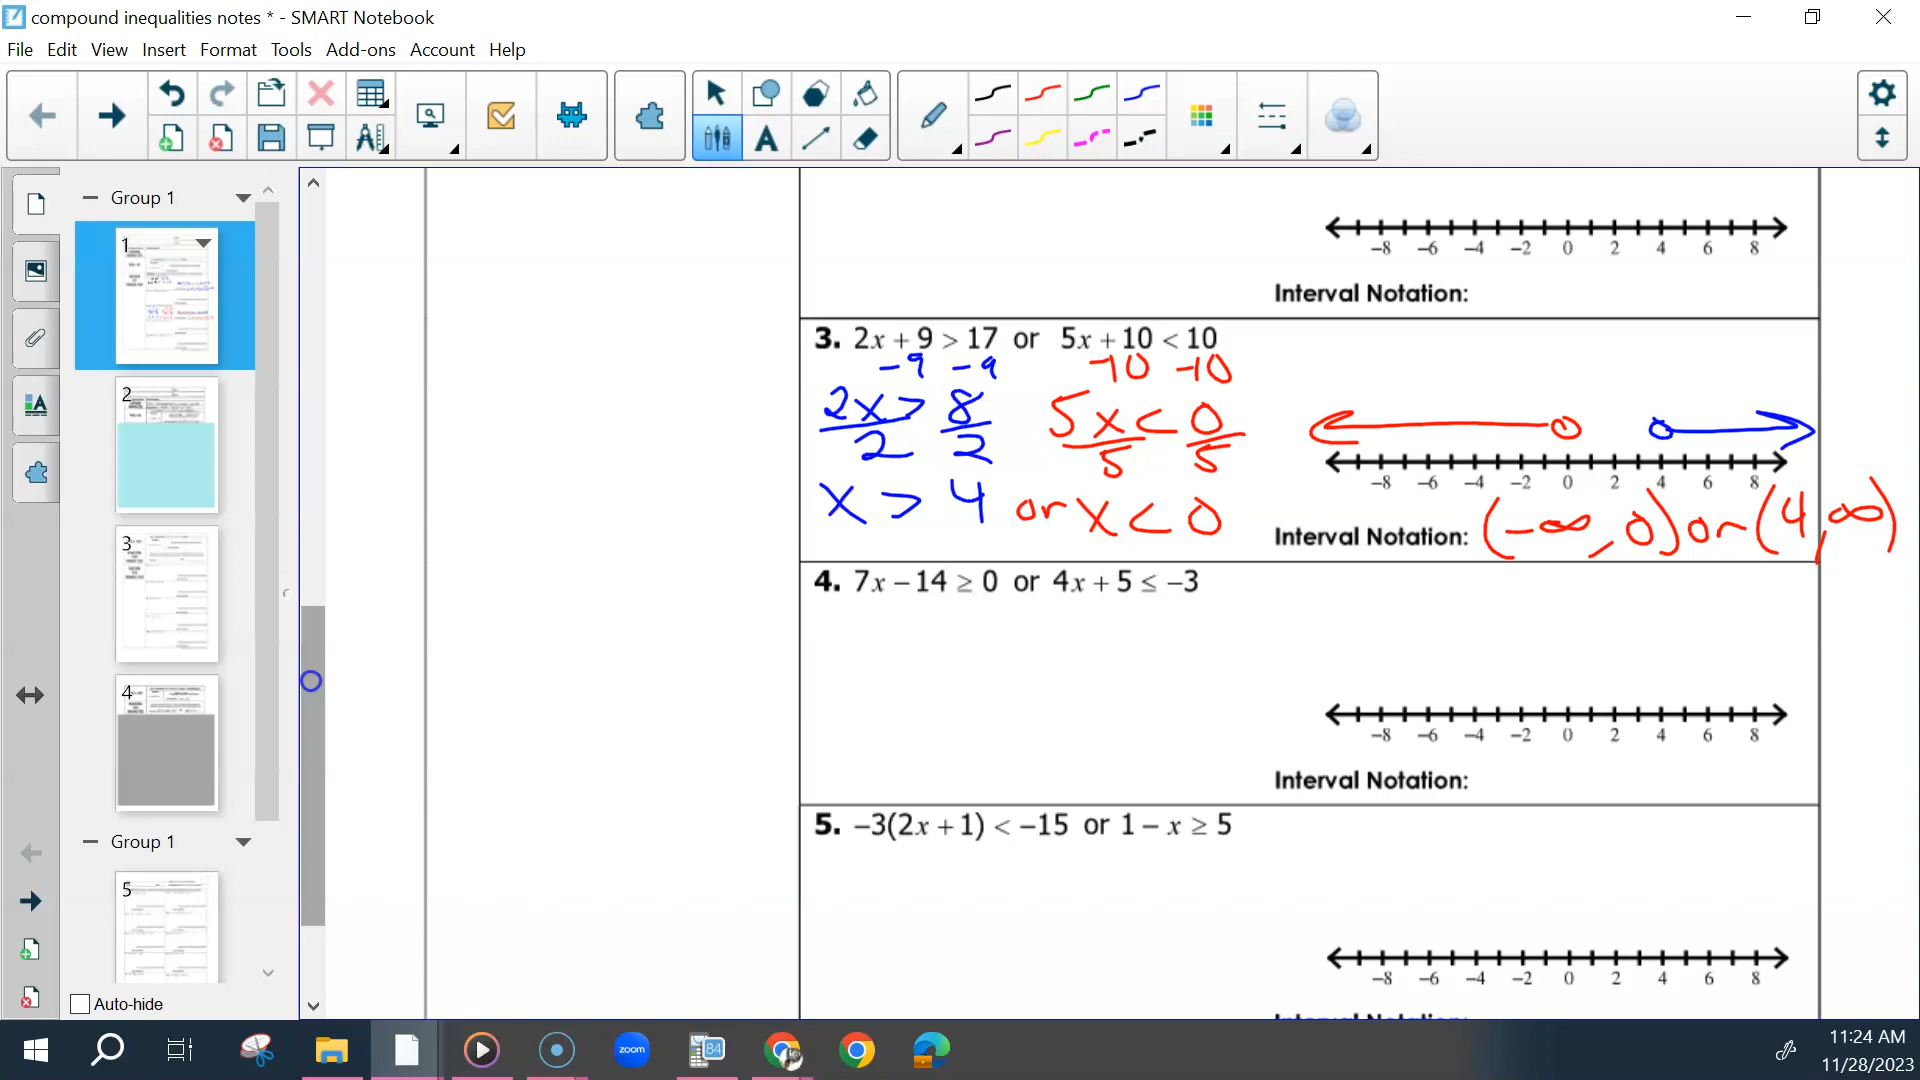 compound inequalities notes * - SMART Notebook
File Edit View Insert Format Tools Add-ons Account Help
Group 1
1
2
3
4
Group 1
5
Auto-hide
-8 -6 -4 -2 0 2 4 6 8
Interval Notation:
3. 2x + 9 > 17 or 5x + 10 < 10
-9 -9 -10 -10
2x > 8 5x < 0
2 2 5 5
x > 4 or x < 0
-8 -6 -4 -2 0 2 4 6 8
Interval Notation: (-∞, 0) or (4, ∞)
4. 7x − 14 ≥ 0 or 4x + 5 ≤ −3
-8 -6 -4 -2 0 2 4 6 8
Interval Notation:
5. −3(2x + 1) < −15 or 1 − x ≥ 5
-8 -6 -4 -2 0 2 4 6 8
Interval Notation:
zoom
84
11:24 AM
11/28/2023